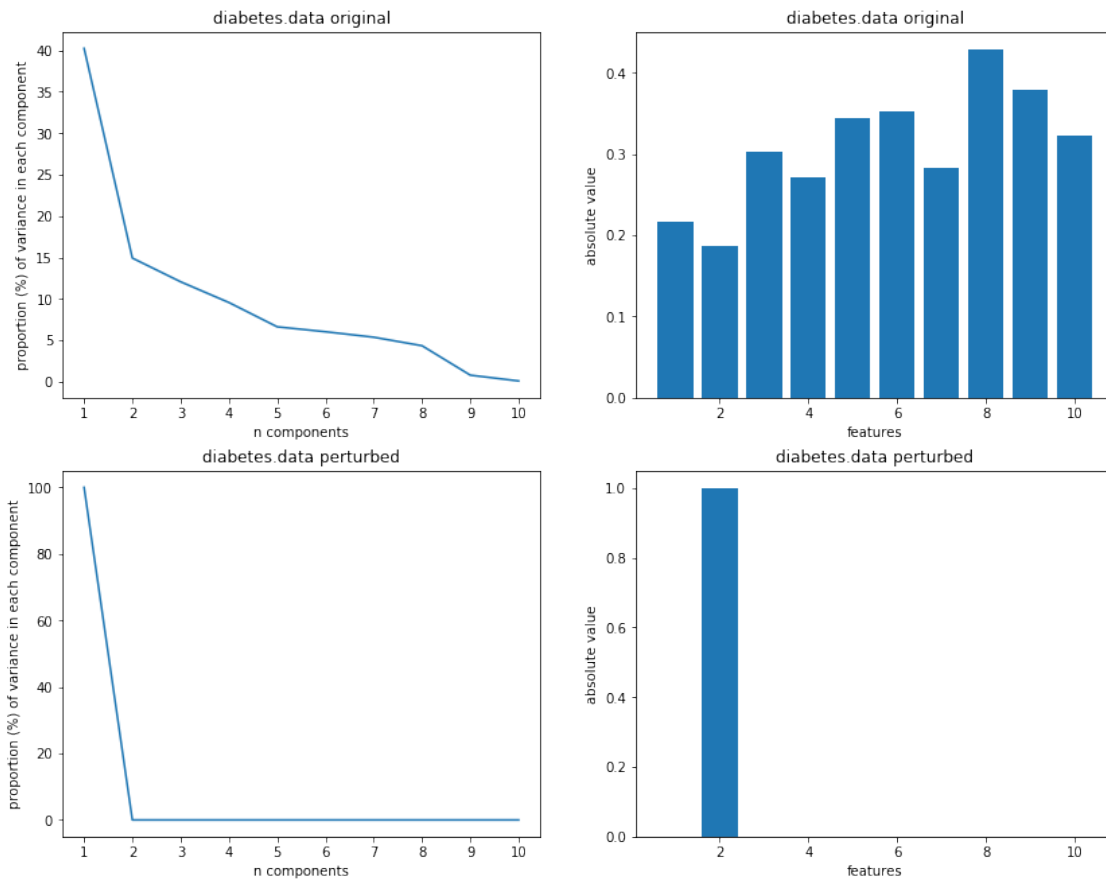 diabetes.data original
proportion (%) of variance in each component
40
35
30
25
20
15
10
5
0
1 2 3 4 5 6 7 8 9 10
n components
diabetes.data original
absolute value
0.4
0.3
0.2
0.1
0.0
2 4 6 8 10
features
diabetes.data perturbed
proportion (%) of variance in each component
100
80
60
40
20
0
1 2 3 4 5 6 7 8 9 10
n components
diabetes.data perturbed
absolute value
1.0
0.8
0.6
0.4
0.2
0.0
2 4 6 8 10
features